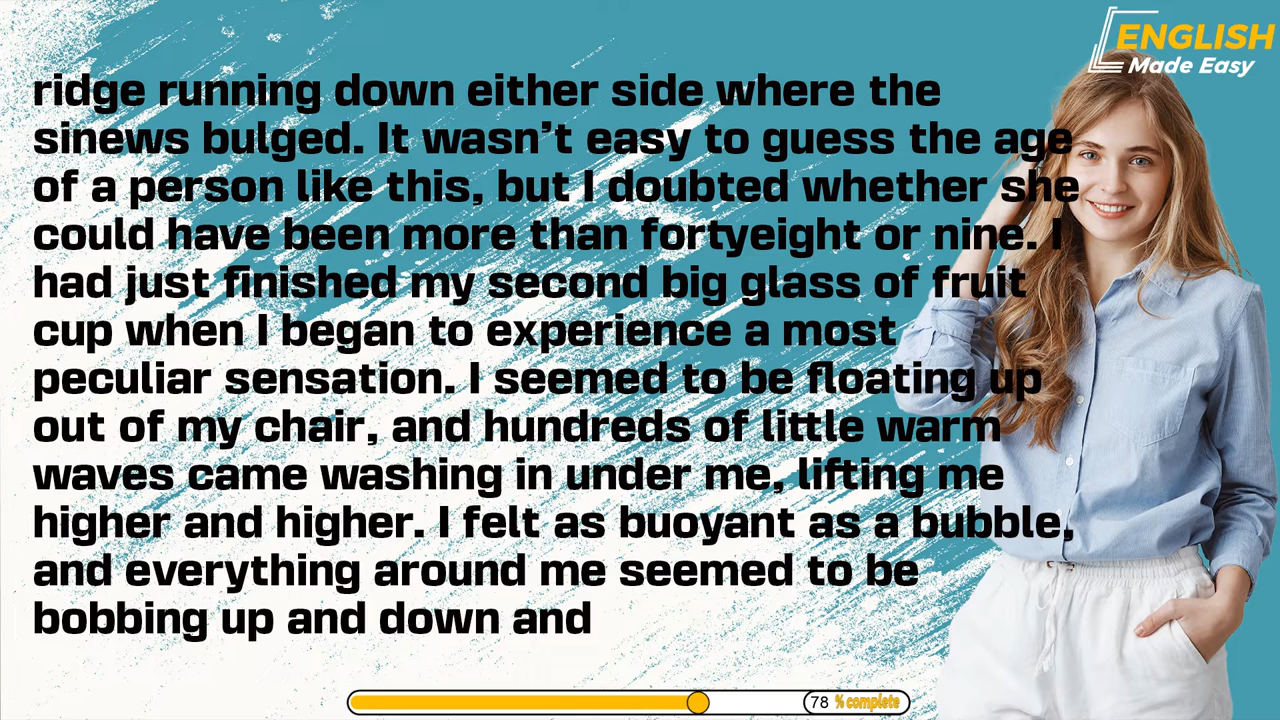 ENGLISH
Made Easy
ridge running down either side where the
sinews bulged. It wasn't easy to guess the age
of a person like this, but I doubted whether she
could have been more than fortyeight or nine. I
had just finished my second big glass of fruit
cup when I began to experience a most
peculiar sensation. I seemed to be floating up
out of my chair, and hundreds of little warm
waves came washing in under me, lifting me
higher and higher. I felt as buoyant as a bubble,
and everything around me seemed to be
bobbing up and down and
78 % complete